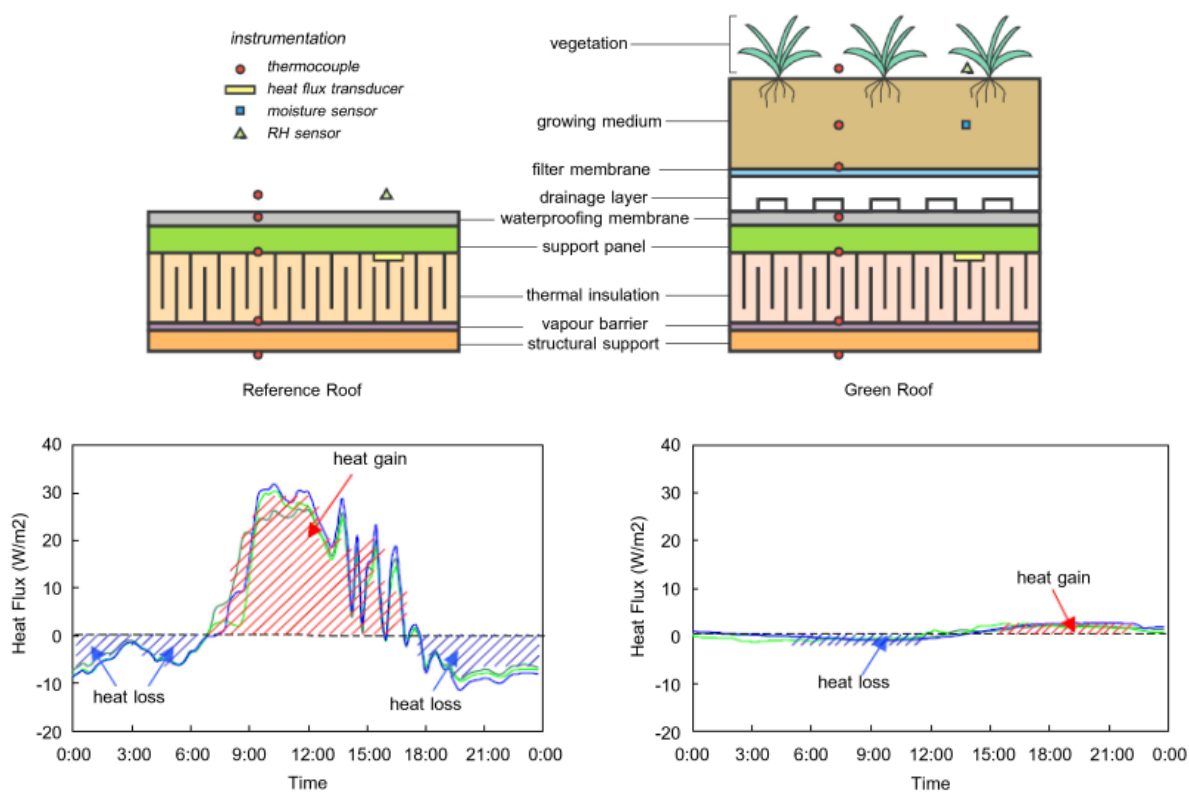 instrumentation
thermocouple
heat flux transducer
moisture sensor
RH sensor
vegetation
growing medium
filter membrane
drainage layer
waterproofing membrane
support panel
thermal insulation
vapour barrier
structural support
Reference Roof
Green Roof
40
30
20
10
0
-10
-20
Heat Flux (W/m2)
heat gain
heat loss
heat loss
0:00 3:00 6:00 9:00 12:00 15:00 18:00 21:00 0:00
Time
40
30
20
10
0
-10
-20
Heat Flux (W/m2)
heat gain
heat loss
0:00 3:00 6:00 9:00 12:00 15:00 18:00 21:00 0:00
Time